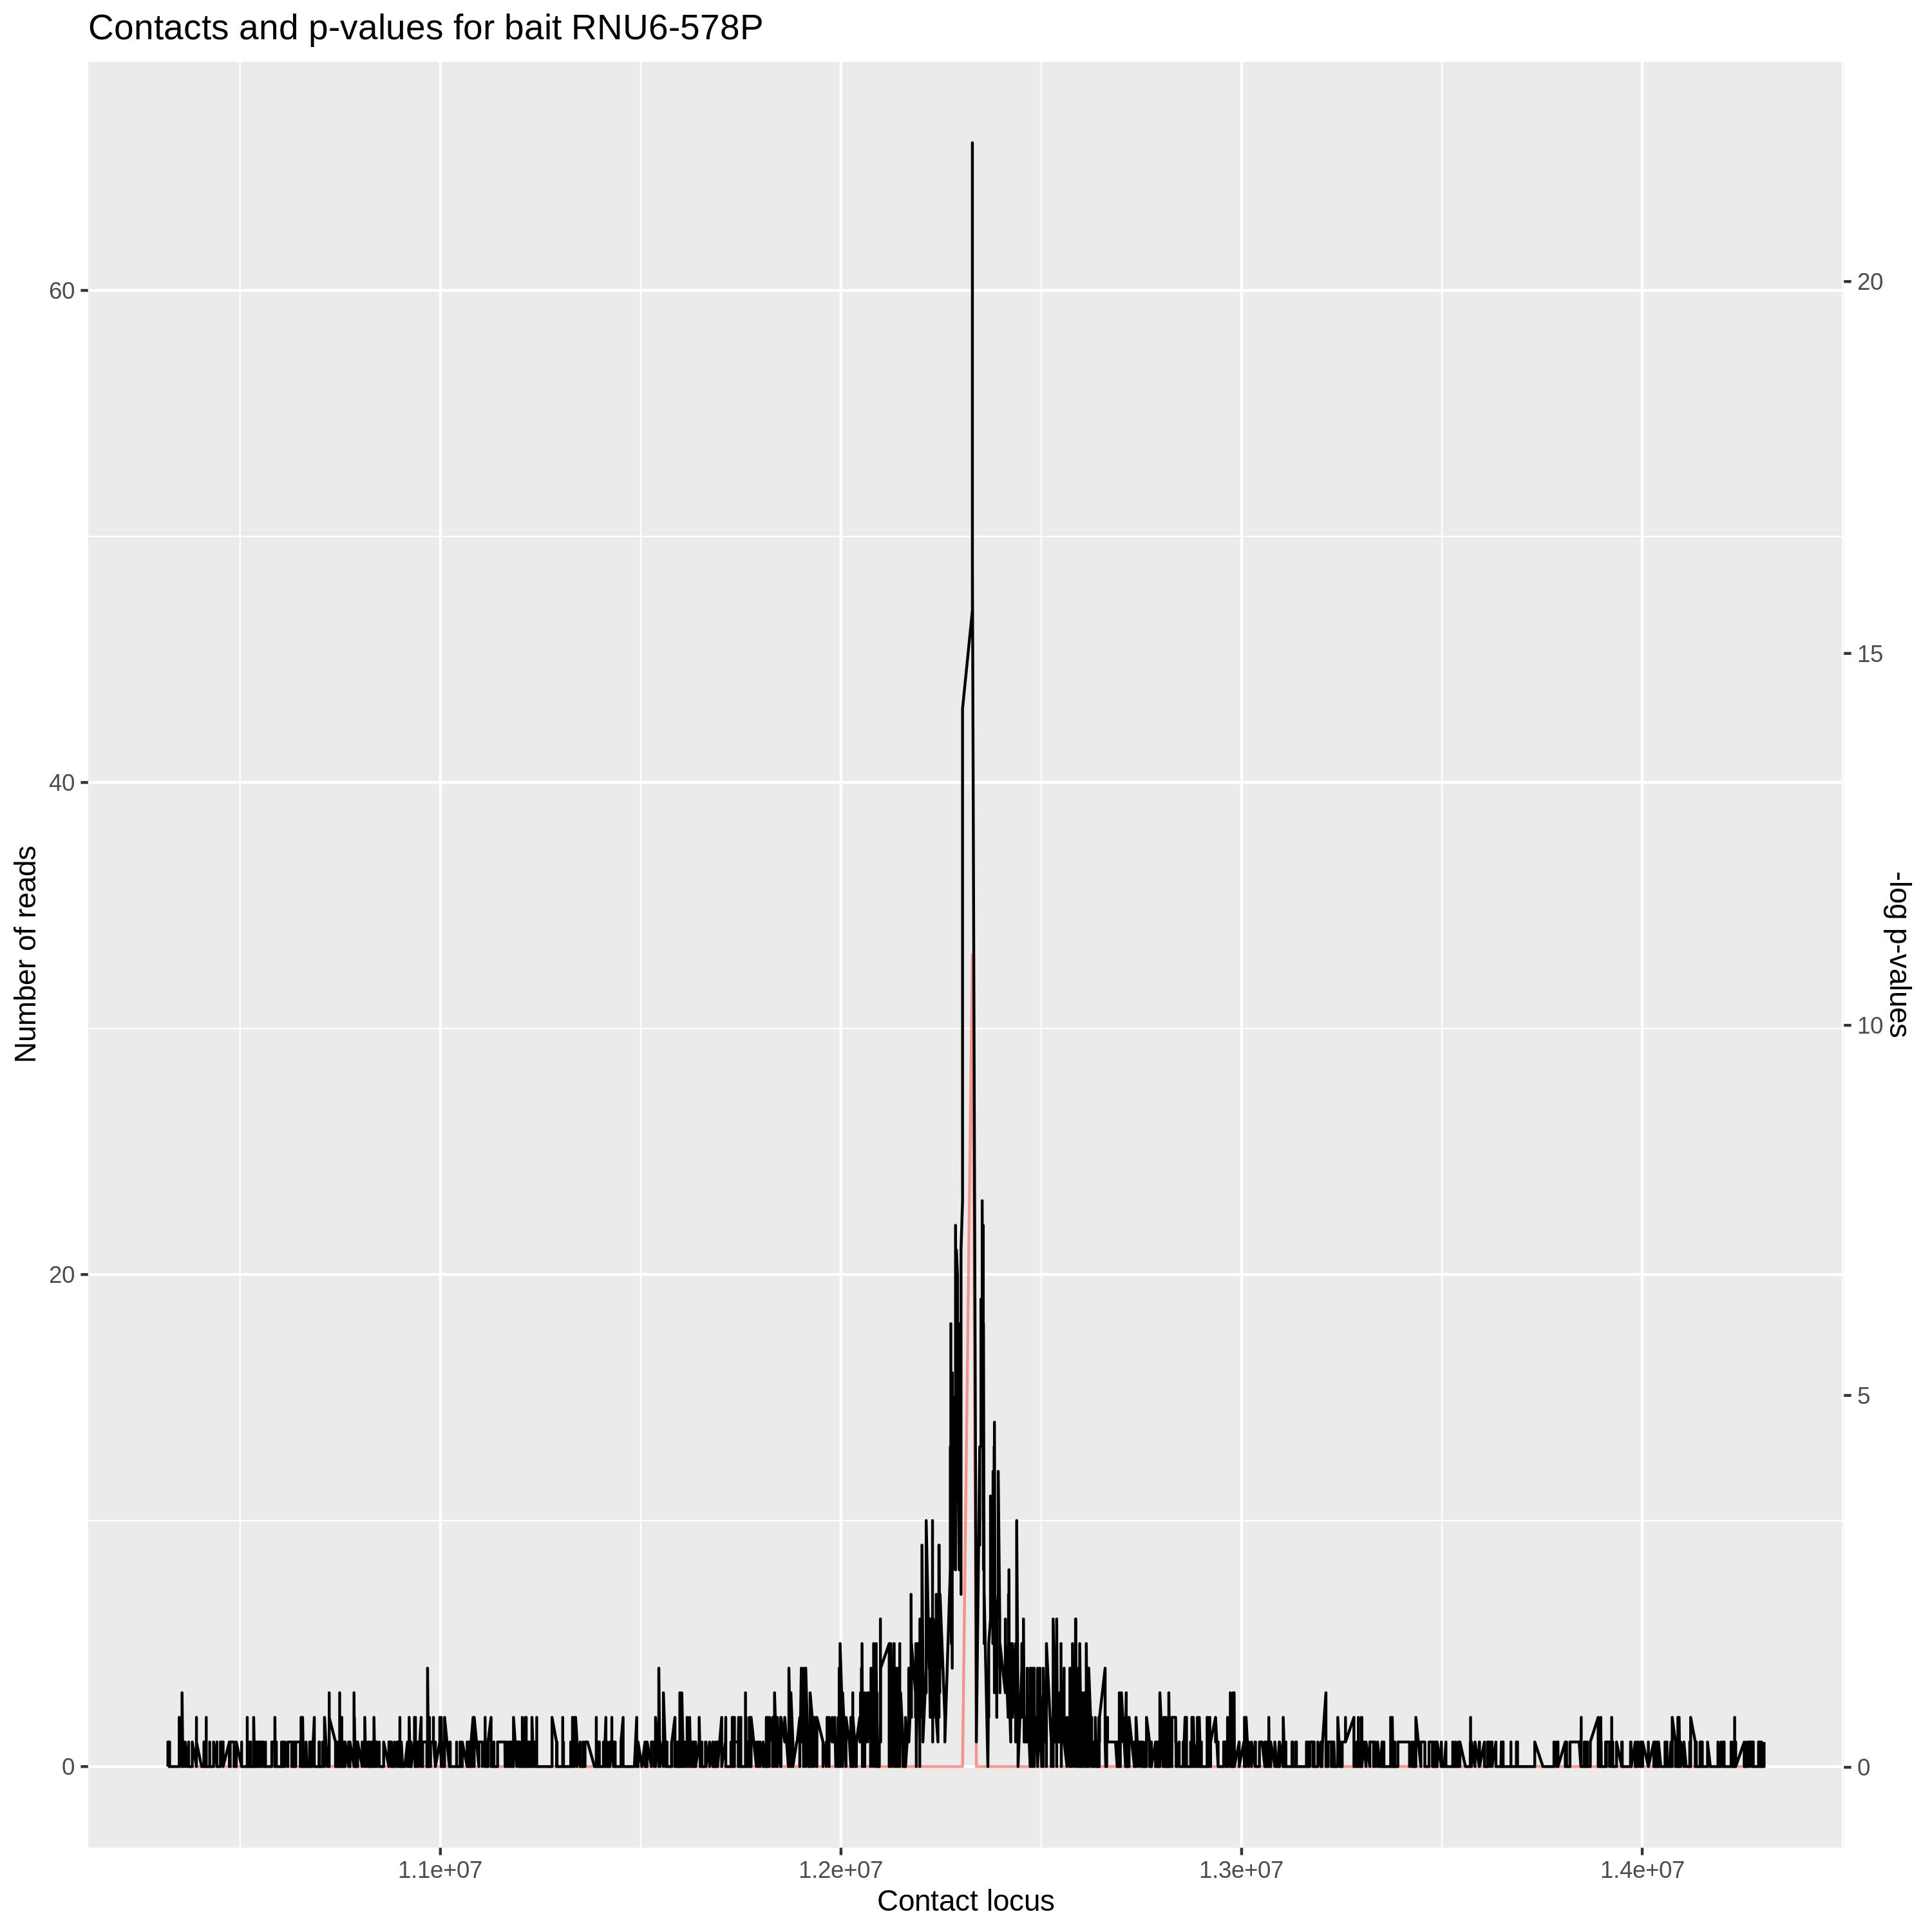 Contacts and p-values for bait RNU6-578P
60
40
20
0
Number of reads
20
15
10
5
0
-log p-values
1.1e+07
1.2e+07
1.3e+07
1.4e+07
Contact locus